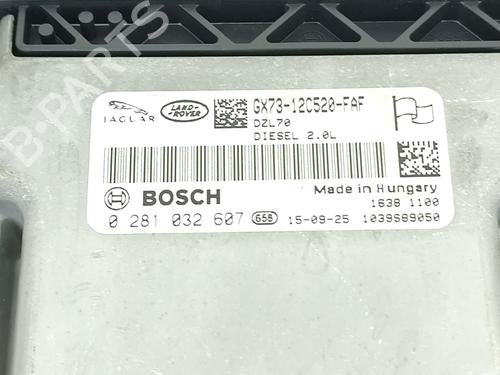 B-PARTS
JAGUAR
LAND-
ROVER
GX73-12C520-FAF
DZL70
DIESEL 2.0L
BOSCH
Made in Hungary
1638 1100
0 281 032 607 658 15-09-25 1039S89050